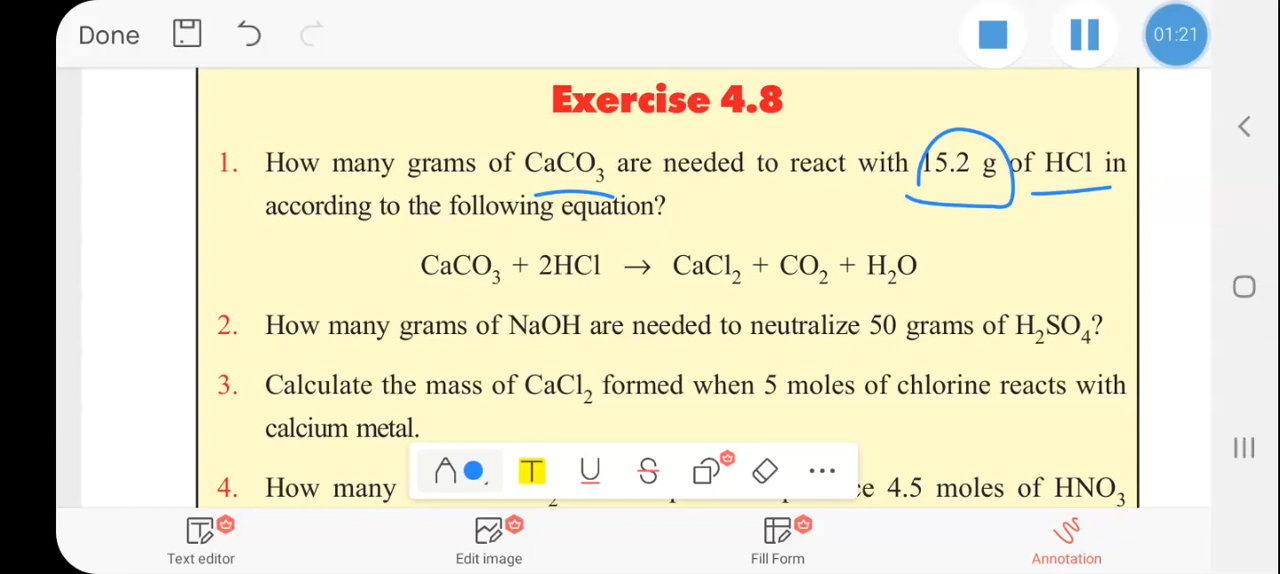 Done
01:21
Exercise 4.8
1. How many grams of CaCO₃ are needed to react with 15.2 g of HCl in
according to the following equation?
CaCO₃ + 2HCl → CaCl₂ + CO₂ + H₂O
2. How many grams of NaOH are needed to neutralize 50 grams of H₂SO₄?
3. Calculate the mass of CaCl₂ formed when 5 moles of chlorine reacts with
calcium metal.
T U S
4. How many 4.5 moles of HNO₃
Text editor Edit image Fill Form Annotation